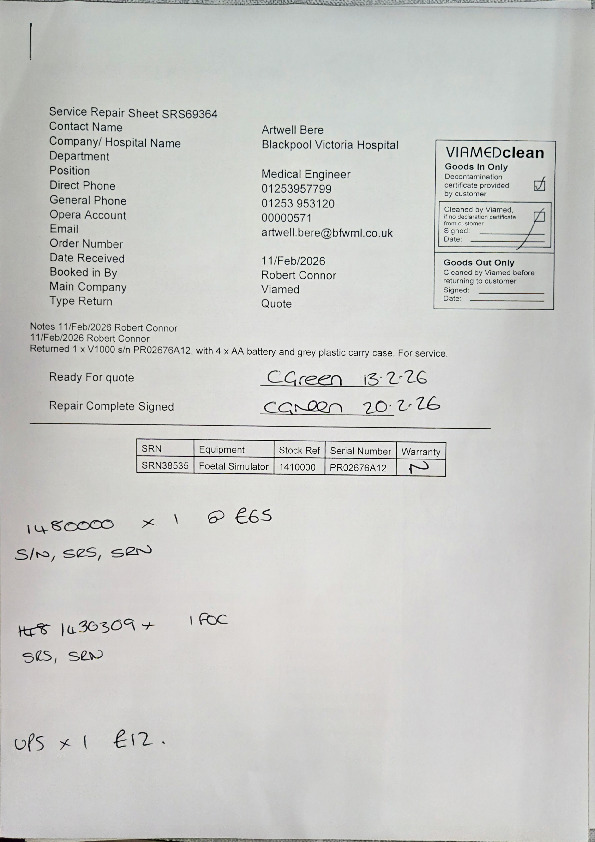 Service Repair Sheet SRS69364
Contact Name Artwell Bere
Company/ Hospital Name Blackpool Victoria Hospital
Department
Position Medical Engineer
Direct Phone 01253957799
General Phone 01253 953120
Opera Account 00000571
Email artwell.bere@bfwml.co.uk
Order Number
Date Received 11/Feb/2026
Booked in By Robert Connor
Main Company Viamed
Type Return Quote
VIAMEDclean
Goods In Only
Decontamination
certificate provided
by customer
Cleaned by Viamed,
if no declaration certificate
from customer
Signed:
Date:
Goods Out Only
Cleaned by Viamed before
returning to customer
Signed:
Date:
Notes 11/Feb/2026 Robert Connor
11/Feb/2026 Robert Connor
Returned 1 x V1000 s/n PR02676A12 with 4 x AA battery and grey plastic carry case. For service.
Ready For quote CGreen 13-2-26
Repair Complete Signed CGreen 20-2-26
SRN Equipment Stock Ref Serial Number Warranty
SRN38535 Foetal Simulator 1410000 PR02676A12 N
1480000 x 1 @ £65
S/N, SRS, SRN
1430309 x 1 FOC
SRS, SRN
UPS x 1 £12.